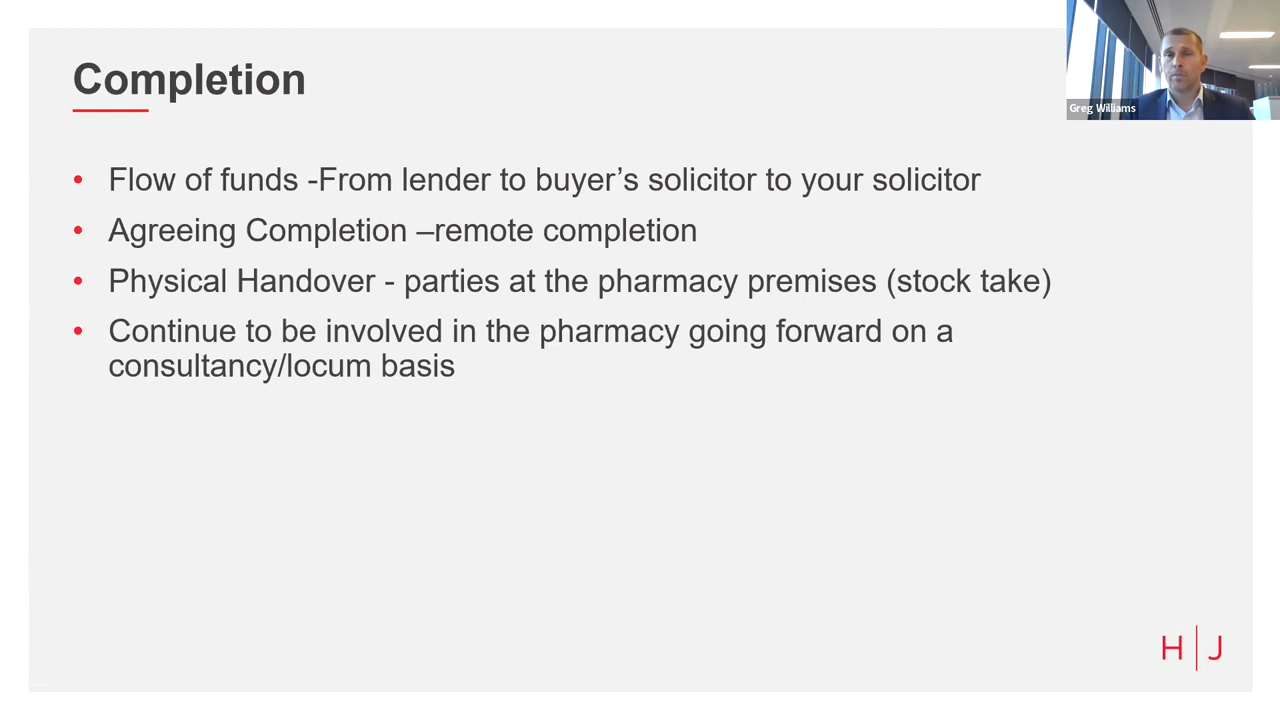 Completion
Greg Williams
• Flow of funds -From lender to buyer’s solicitor to your solicitor
• Agreeing Completion –remote completion
• Physical Handover - parties at the pharmacy premises (stock take)
• Continue to be involved in the pharmacy going forward on a
consultancy/locum basis
H | J